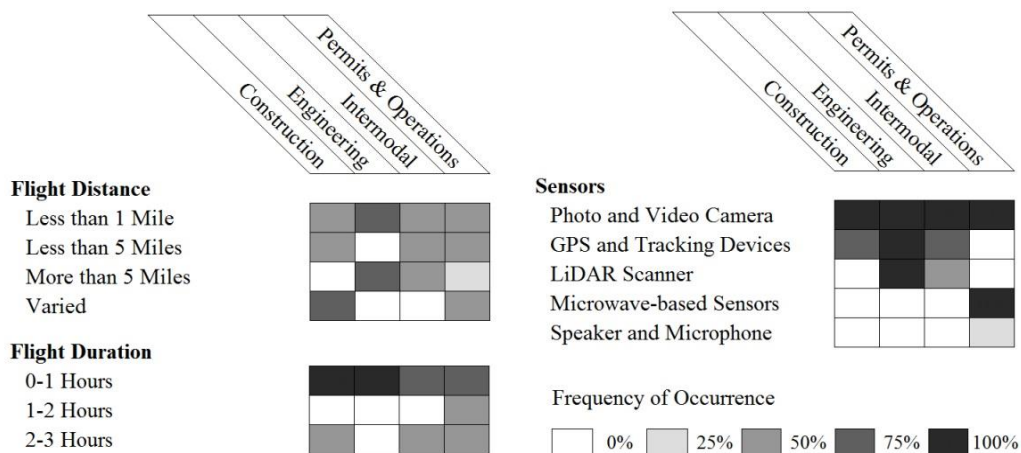 Construction
Engineering
Intermodal
Permits & Operations
Flight Distance
Less than 1 Mile
Less than 5 Miles
More than 5 Miles
Varied
Flight Duration
0-1 Hours
1-2 Hours
2-3 Hours
Construction
Engineering
Intermodal
Permits & Operations
Sensors
Photo and Video Camera
GPS and Tracking Devices
LiDAR Scanner
Microwave-based Sensors
Speaker and Microphone
Frequency of Occurrence
0% 25% 50% 75% 100%